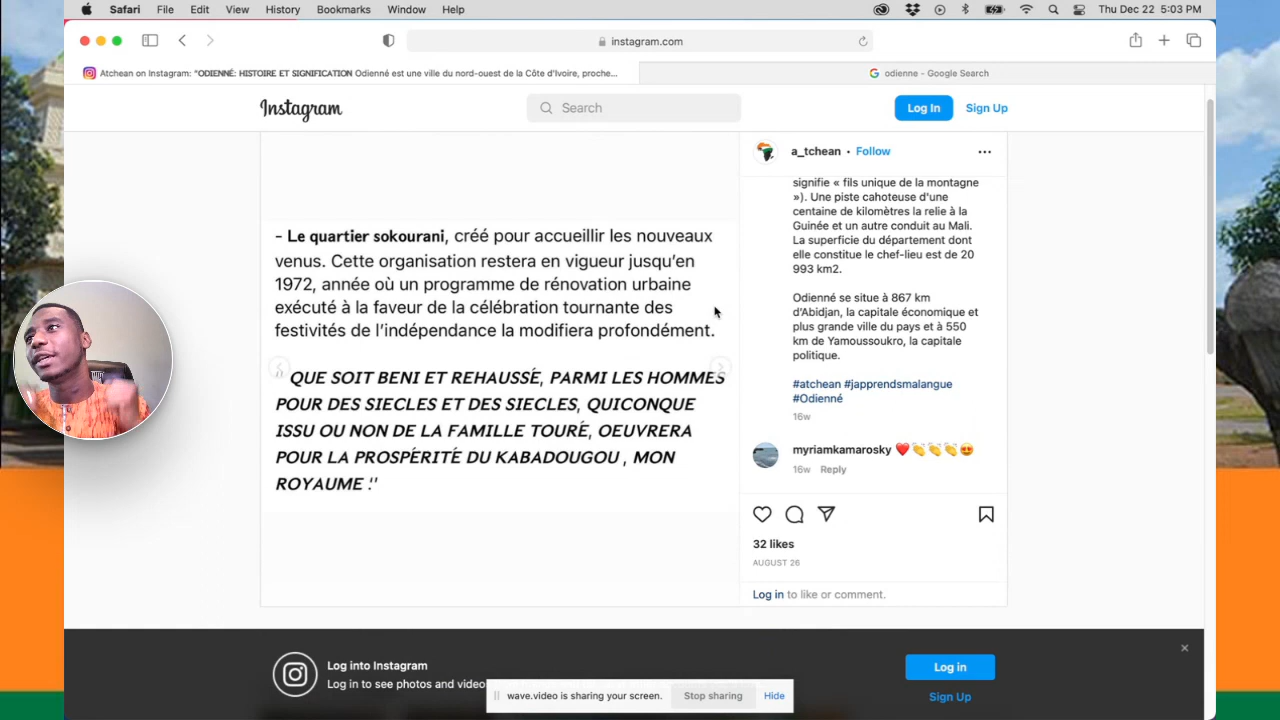 Safari File Edit View History Bookmarks Window Help
Thu Dec 22 5:03 PM
instagram.com
Atchean on Instagram: "ODIENNÉ: HISTOIRE ET SIGNIFICATION Odienné est une ville du nord-ouest de la Côte d'Ivoire, proche...
odienne - Google Search
Instagram
Search
Log In
Sign Up
- Le quartier sokourani, créé pour accueillir les nouveaux
venus. Cette organisation restera en vigueur jusqu'en
1972, année où un programme de rénovation urbaine
exécuté à la faveur de la célébration tournante des
festivités de l'indépendance la modifiera profondément.
" QUE SOIT BENI ET REHAUSSÉ, PARMI LES HOMMES
POUR DES SIECLES ET DES SIECLES, QUICONQUE
ISSU OU NON DE LA FAMILLE TOURÉ, OEUVRERA
POUR LA PROSPÉRITÉ DU KABADOUGOU , MON
ROYAUME !"
a_tchean • Follow
signifie « fils unique de la montagne
»). Une piste cahoteuse d'une
centaine de kilomètres la relie à la
Guinée et un autre conduit au Mali.
La superficie du département dont
elle constitue le chef-lieu est de 20
993 km2.
Odienné se situe à 867 km
d'Abidjan, la capitale économique et
plus grande ville du pays et à 550
km de Yamoussoukro, la capitale
politique.
#atchean #japprendsmalangue
#Odienné
16w
myriamkamarosky ❤️👏👏👏😍
16w Reply
32 likes
AUGUST 26
Log in to like or comment.
Log into Instagram
Log in to see photos and video
Log in
Sign Up
wave.video is sharing your screen.
Stop sharing
Hide